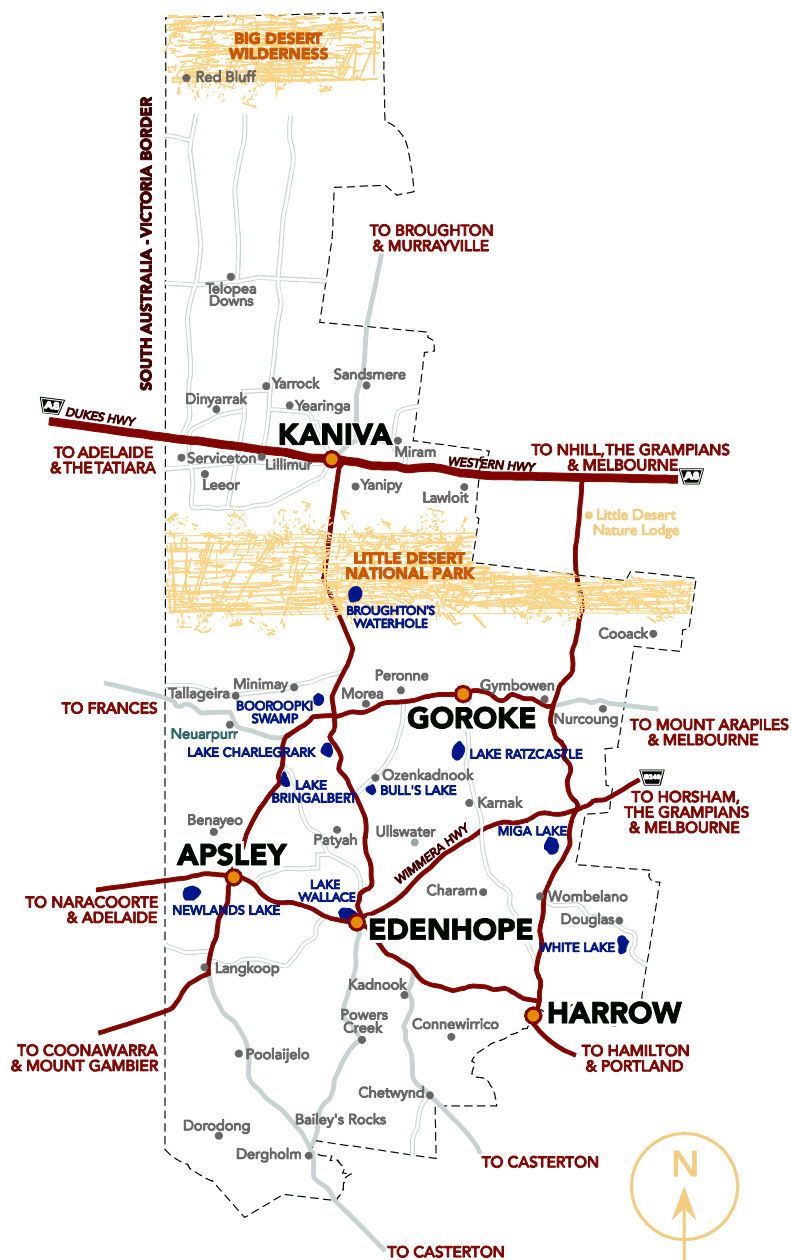 BIG DESERT
WILDERNESS
Red Bluff
SOUTH AUSTRALIA - VICTORIA BORDER
TO BROUGHTON
& MURRAYVILLE
Telopea
Downs
Sandsmere
Yarrock
Dinyarrak
Yearinga
A8
DUKES HWY
KANIVA
TO ADELAIDE
& THE TATIARA
Serviceton
Lillimur
Miram
WESTERN HWY
TO NHILL,THE GRAMPIANS
& MELBOURNE
A8
Leeor
Yanipy
Lawloit
Little Desert
Nature Lodge
LITTLE DESERT
NATIONAL PARK
BROUGHTON'S
WATERHOLE
Cooack
Peronne
Minimay
Gymbowen
Tallageira
Morea
TO FRANCES
BOOROOPKI
SWAMP
GOROKE
Nurcoung
TO MOUNT ARAPILES
& MELBOURNE
Neuarpurr
LAKE CHARLEGRARK
LAKE RATZCASTLE
Ozenkadnook
LAKE
BRINGALBERT
BULL'S LAKE
Karnak
B240
TO HORSHAM,
THE GRAMPIANS
& MELBOURNE
Benayeo
Patyah
Ullswater
WIMMERA HWY
MIGA LAKE
APSLEY
LAKE
WALLACE
Charam
Wombelano
TO NARACOORTE
& ADELAIDE
NEWLANDS LAKE
EDENHOPE
Douglas
WHITE LAKE
Langkoop
Kadnook
HARROW
Powers
Creek
Connewirrico
TO COONAWARRA
& MOUNT GAMBIER
Poolaijelo
TO HAMILTON
& PORTLAND
Chetwynd
Dorodong
Bailey's Rocks
Dergholm
TO CASTERTON
N
TO CASTERTON